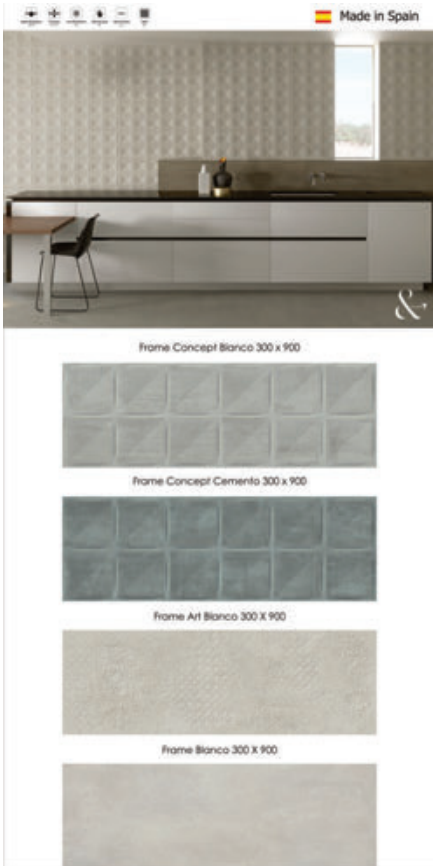 Made in Spain
&
Frame Concept Blanco 300 x 900
Frame Concept Cemento 300 x 900
Frame Art Blanco 300 X 900
Frame Blanco 300 X 900